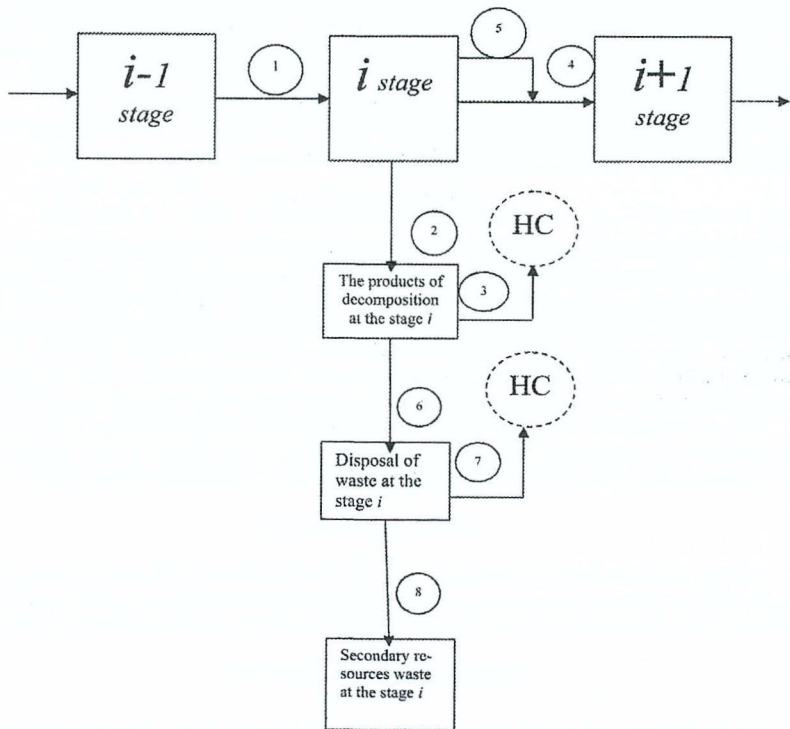 5
i-1
stage
1
i stage
4
i+1
stage
2
HC
The products of
decomposition
at the stage i
3
HC
6
Disposal of
waste at the
stage i
7
8
Secondary re-
sources waste
at the stage i